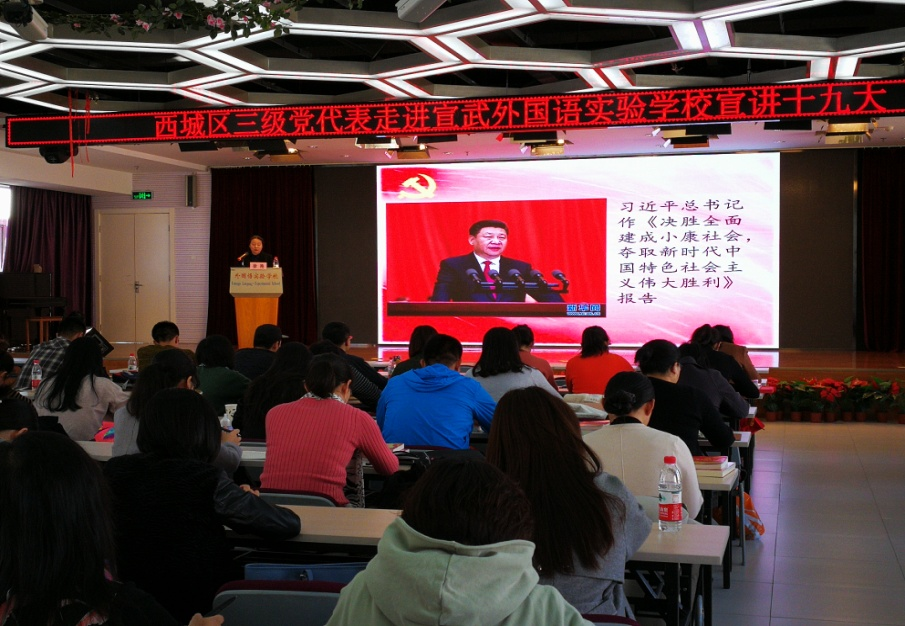 西城区三级党代表走进宣武外国语实验学校宣讲十九大
习近平总书记
作《决胜全面
建成小康社会，
夺取新时代中
国特色社会主
义伟大胜利》
报告
新华网